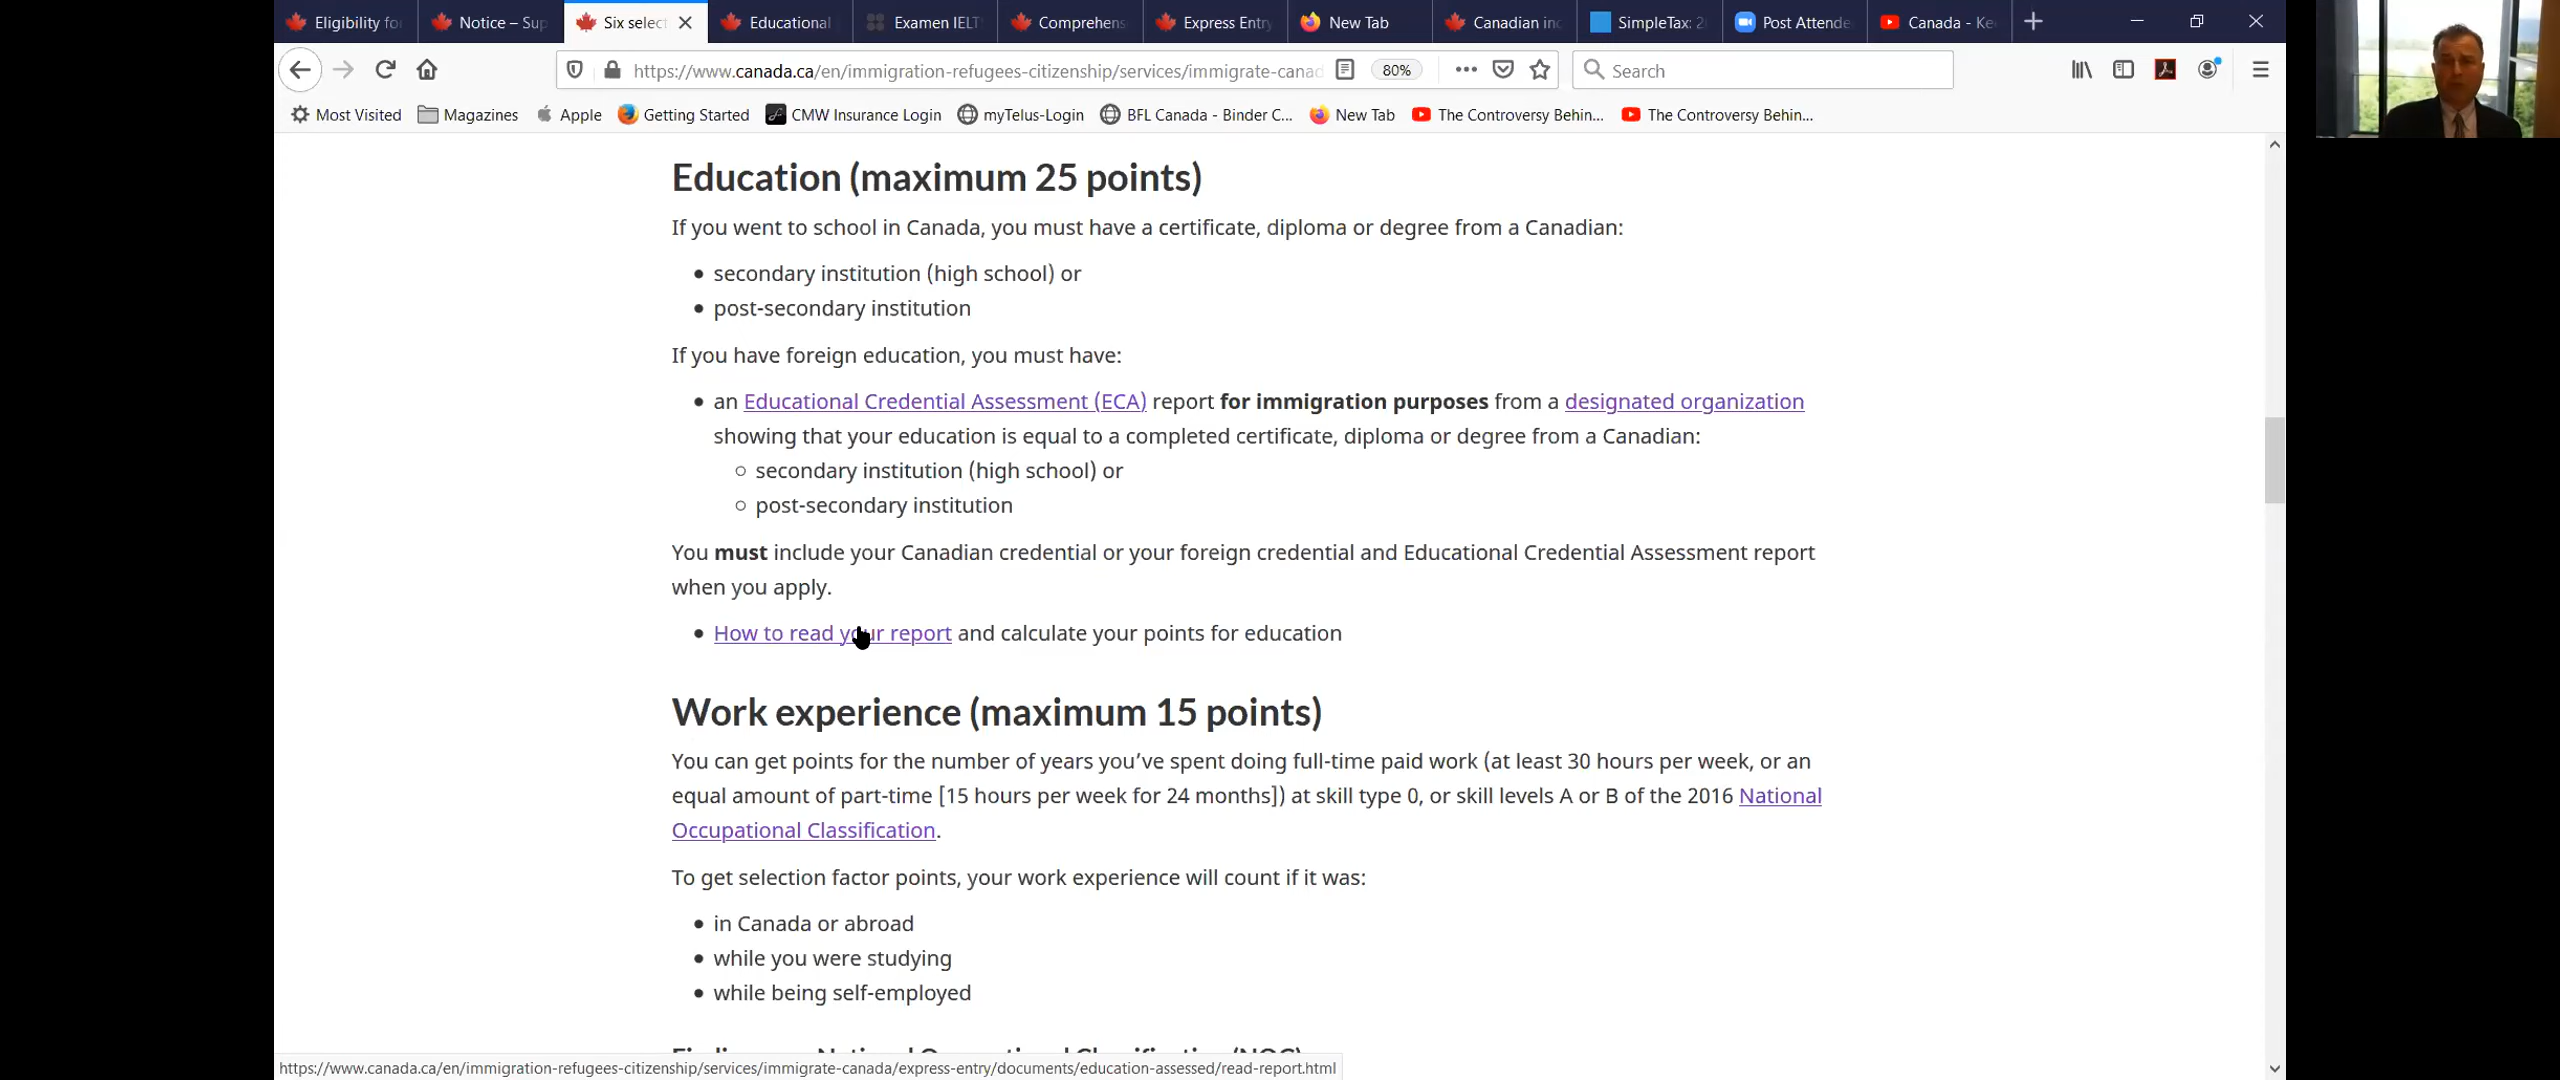 Eligibility fo
Notice – Sup
Six selec
Educational
Examen IELT
Comprehens
Express Entry
New Tab
Canadian inc
SimpleTax: 2
Post Attende
Canada - Ke
https://www.canada.ca/en/immigration-refugees-citizenship/services/immigrate-canad
80%
Search
Most Visited
Magazines
Apple
Getting Started
CMW Insurance Login
myTelus-Login
BFL Canada - Binder C...
New Tab
The Controversy Behin...
The Controversy Behin...
Education (maximum 25 points)
If you went to school in Canada, you must have a certificate, diploma or degree from a Canadian:
• secondary institution (high school) or
• post-secondary institution
If you have foreign education, you must have:
• an Educational Credential Assessment (ECA) report for immigration purposes from a designated organization
showing that your education is equal to a completed certificate, diploma or degree from a Canadian:
○ secondary institution (high school) or
○ post-secondary institution
You must include your Canadian credential or your foreign credential and Educational Credential Assessment report
when you apply.
• How to read your report and calculate your points for education
Work experience (maximum 15 points)
You can get points for the number of years you’ve spent doing full-time paid work (at least 30 hours per week, or an
equal amount of part-time [15 hours per week for 24 months]) at skill type 0, or skill levels A or B of the 2016 National
Occupational Classification.
To get selection factor points, your work experience will count if it was:
• in Canada or abroad
• while you were studying
• while being self-employed
https://www.canada.ca/en/immigration-refugees-citizenship/services/immigrate-canada/express-entry/documents/education-assessed/read-report.html